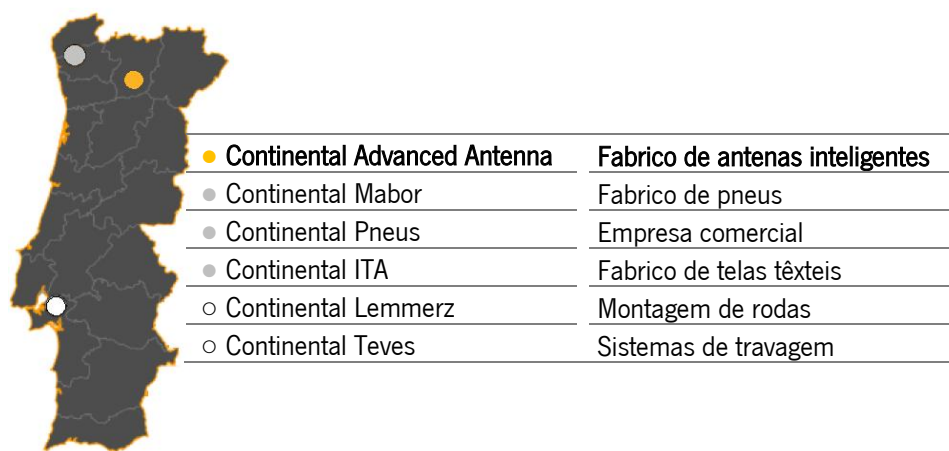 Continental Advanced Antenna Fabrico de antenas inteligentes
Continental Mabor Fabrico de pneus
Continental Pneus Empresa comercial
Continental ITA Fabrico de telas têxteis
Continental Lemmerz Montagem de rodas
Continental Teves Sistemas de travagem